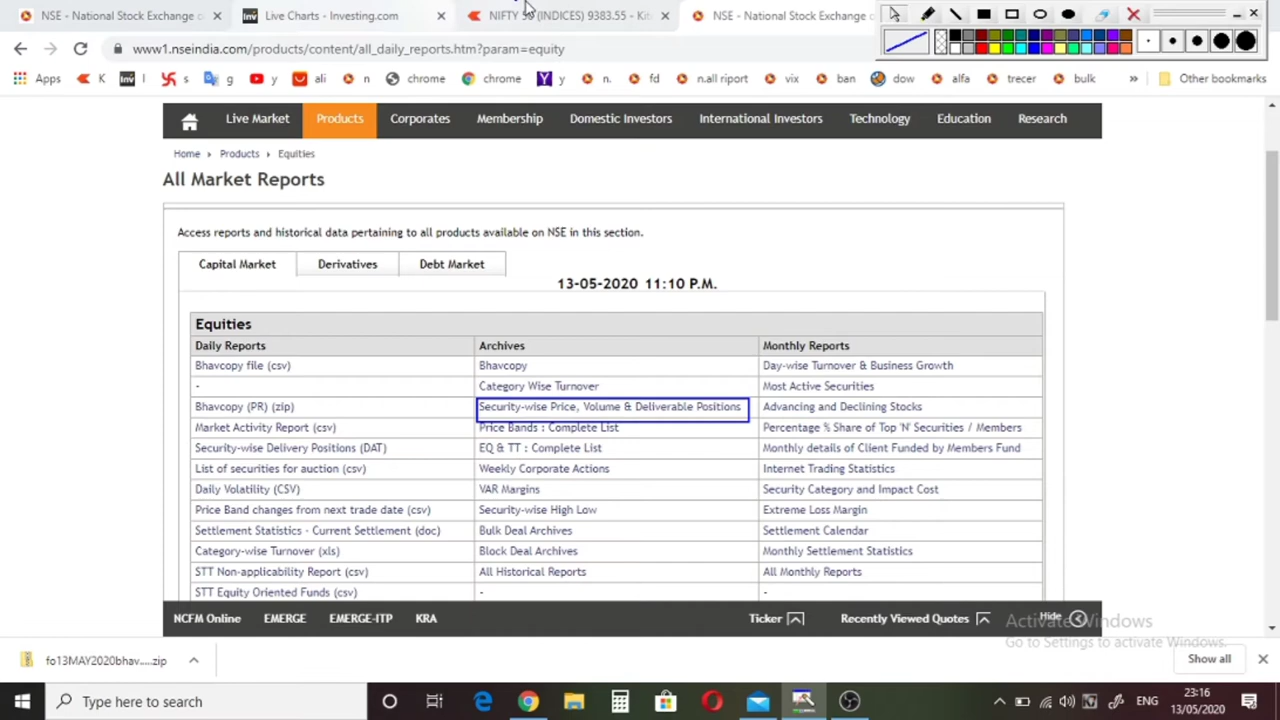 NSE - National Stock Exchange o
Live Charts - Investing.com
NIFTY 50 (INDICES) 9383.55 - Kit
NSE - National Stock Exchange o
www1.nseindia.com/products/content/all_daily_reports.htm?param=equity
Apps K Inv I s g y ali n chrome chrome y n. fd n.all riport vix ban dow alfa trecer bulk » Other bookmarks
Live Market Products Corporates Membership Domestic Investors International Investors Technology Education Research
Home Products Equities
All Market Reports
Access reports and historical data pertaining to all products available on NSE in this section.
Capital Market Derivatives Debt Market
13-05-2020 11:10 P.M.
Equities
Daily Reports Archives Monthly Reports
Bhavcopy file (csv) Bhavcopy Day-wise Turnover & Business Growth
- Category Wise Turnover Most Active Securities
Bhavcopy (PR) (zip) Security-wise Price, Volume & Deliverable Positions Advancing and Declining Stocks
Market Activity Report (csv) Price Bands : Complete List Percentage % Share of Top 'N' Securities / Members
Security-wise Delivery Positions (DAT) EQ & TT : Complete List Monthly details of Client Funded by Members Fund
List of securities for auction (csv) Weekly Corporate Actions Internet Trading Statistics
Daily Volatility (CSV) VAR Margins Security Category and Impact Cost
Price Band changes from next trade date (csv) Security-wise High Low Extreme Loss Margin
Settlement Statistics - Current Settlement (doc) Bulk Deal Archives Settlement Calendar
Category-wise Turnover (xls) Block Deal Archives Monthly Settlement Statistics
STT Non-applicability Report (csv) All Historical Reports All Monthly Reports
STT Equity Oriented Funds (csv) - -
NCFM Online EMERGE EMERGE-ITP KRA Ticker Recently Viewed Quotes Hide
Activate Windows
Go to Settings to activate Windows.
fo13MAY2020bhav.....zip
Show all
Type here to search
ENG
23:16
13/05/2020